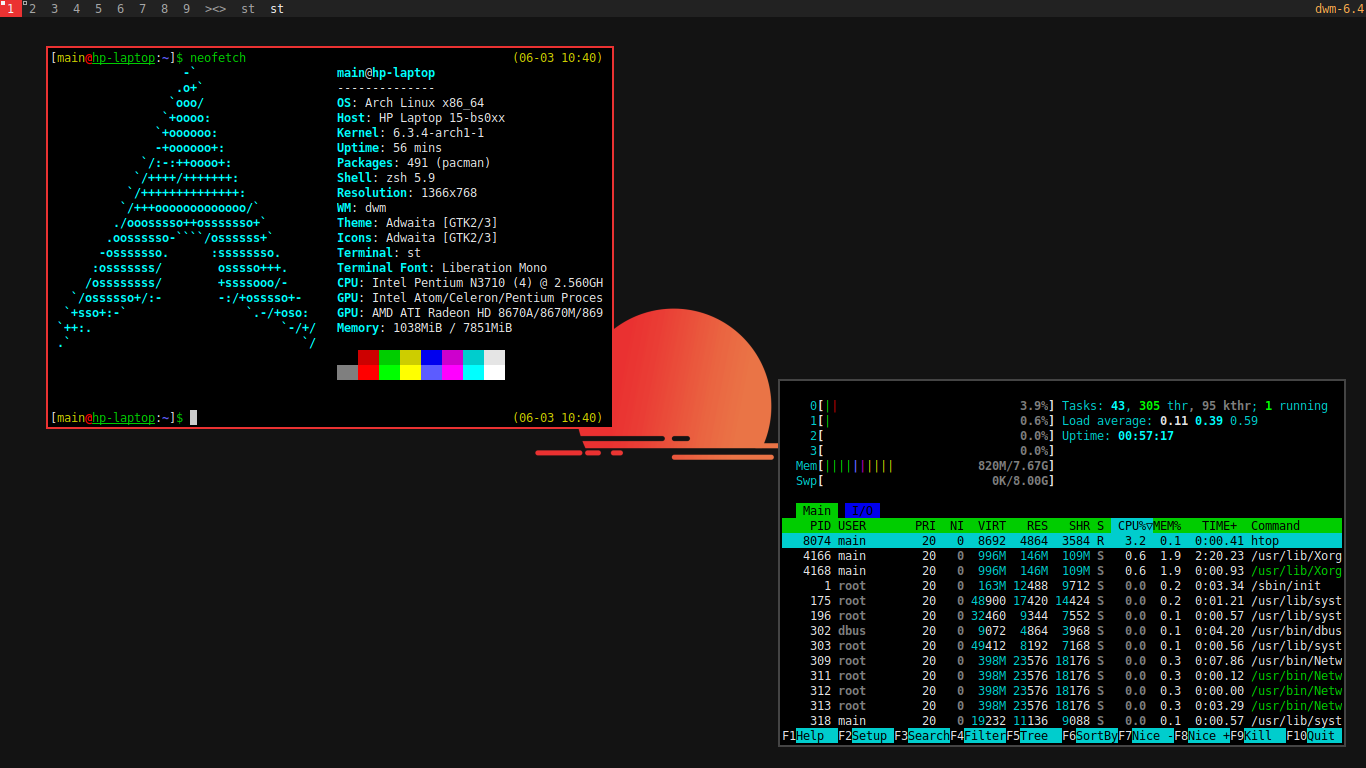 1 2 3 4 5 6 7 8 9 ><> st st dwm-6.4
[main@hp-laptop:~]$ neofetch (06-03 10:40)
main@hp-laptop
--------------
OS: Arch Linux x86_64
Host: HP Laptop 15-bs0xx
Kernel: 6.3.4-arch1-1
Uptime: 56 mins
Packages: 491 (pacman)
Shell: zsh 5.9
Resolution: 1366x768
WM: dwm
Theme: Adwaita [GTK2/3]
Icons: Adwaita [GTK2/3]
Terminal: st
Terminal Font: Liberation Mono
CPU: Intel Pentium N3710 (4) @ 2.560GH
GPU: Intel Atom/Celeron/Pentium Proces
GPU: AMD ATI Radeon HD 8670A/8670M/869
Memory: 1038MiB / 7851MiB
[main@hp-laptop:~]$ (06-03 10:40)
0[|| 3.9%] Tasks: 43, 305 thr, 95 kthr; 1 running
1[| 0.6%] Load average: 0.11 0.39 0.59
2[ 0.0%] Uptime: 00:57:17
3[ 0.0%]
Mem[|||||||||| 820M/7.67G]
Swp[ 0K/8.00G]
Main I/O
PID USER PRI NI VIRT RES SHR S CPU%▽MEM% TIME+ Command
8074 main 20 0 8692 4864 3584 R 3.2 0.1 0:00.41 htop
4166 main 20 0 996M 146M 109M S 0.6 1.9 2:20.23 /usr/lib/Xorg
4168 main 20 0 996M 146M 109M S 0.6 1.9 0:00.93 /usr/lib/Xorg
1 root 20 0 163M 12488 9712 S 0.0 0.2 0:03.34 /sbin/init
175 root 20 0 48900 17420 14424 S 0.0 0.2 0:01.21 /usr/lib/syst
196 root 20 0 32460 9344 7552 S 0.0 0.1 0:00.57 /usr/lib/syst
302 dbus 20 0 9072 4864 3968 S 0.0 0.1 0:04.20 /usr/bin/dbus
303 root 20 0 49412 8192 7168 S 0.0 0.1 0:00.56 /usr/lib/syst
309 root 20 0 398M 23576 18176 S 0.0 0.3 0:07.86 /usr/bin/Netw
311 root 20 0 398M 23576 18176 S 0.0 0.3 0:00.12 /usr/bin/Netw
312 root 20 0 398M 23576 18176 S 0.0 0.3 0:00.00 /usr/bin/Netw
313 root 20 0 398M 23576 18176 S 0.0 0.3 0:03.29 /usr/bin/Netw
318 main 20 0 19232 11136 9088 S 0.0 0.1 0:00.57 /usr/lib/syst
F1Help F2Setup F3SearchF4FilterF5Tree F6SortByF7Nice -F8Nice +F9Kill F10Quit